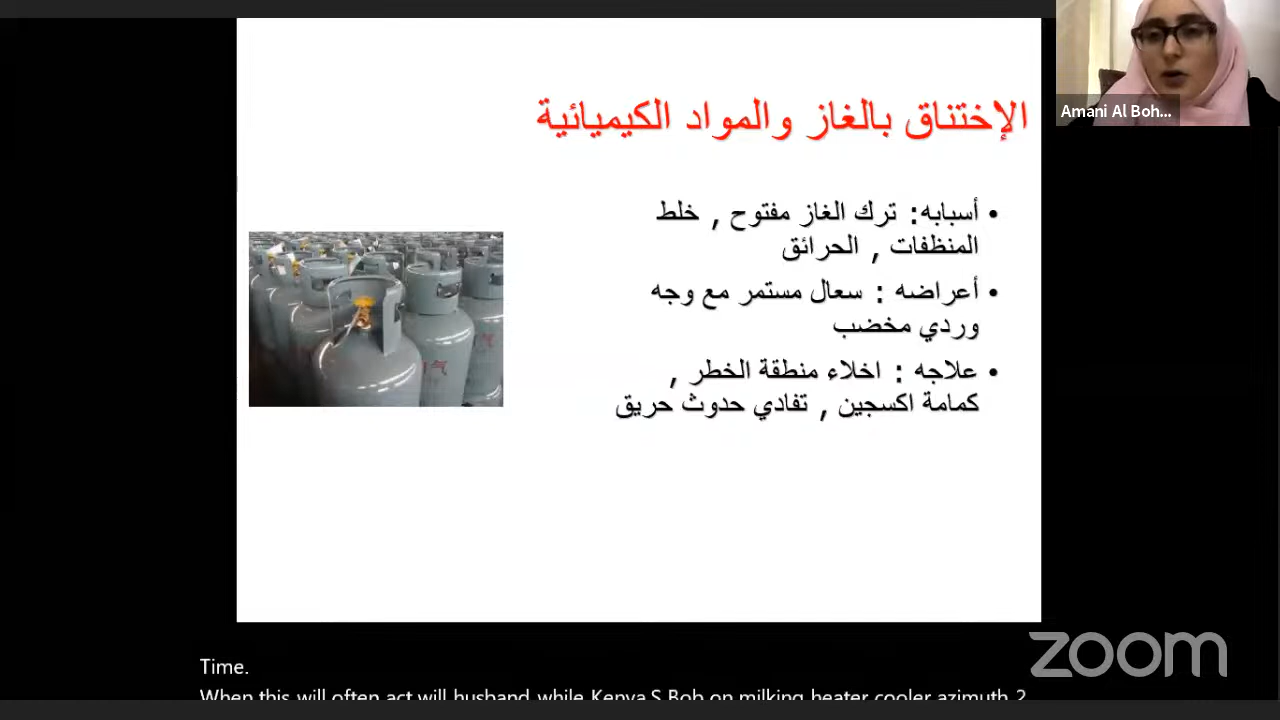 الإختناق بالغاز والمواد الكيميائية
Amani Al Boh...
• أسبابه: ترك الغاز مفتوح , خلط
المنظفات , الحرائق
• أعراضه : سعال مستمر مع وجه
وردي مخضب
• علاجه : اخلاء منطقة الخطر ,
كمامة اكسجين , تفادي حدوث حريق
zoom
Time.
When this will often act will husband while Kenya S Bob on milking heater cooler azimuth 2